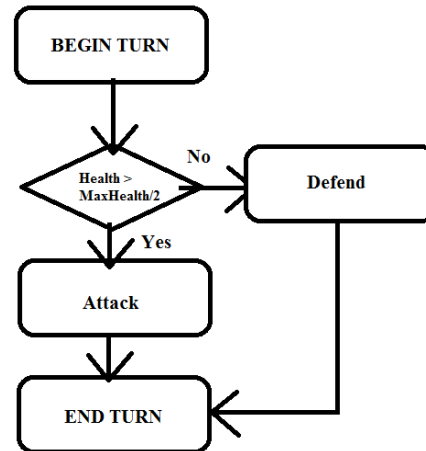 BEGIN TURN
Health >
MaxHealth/2
No
Defend
Yes
Attack
END TURN